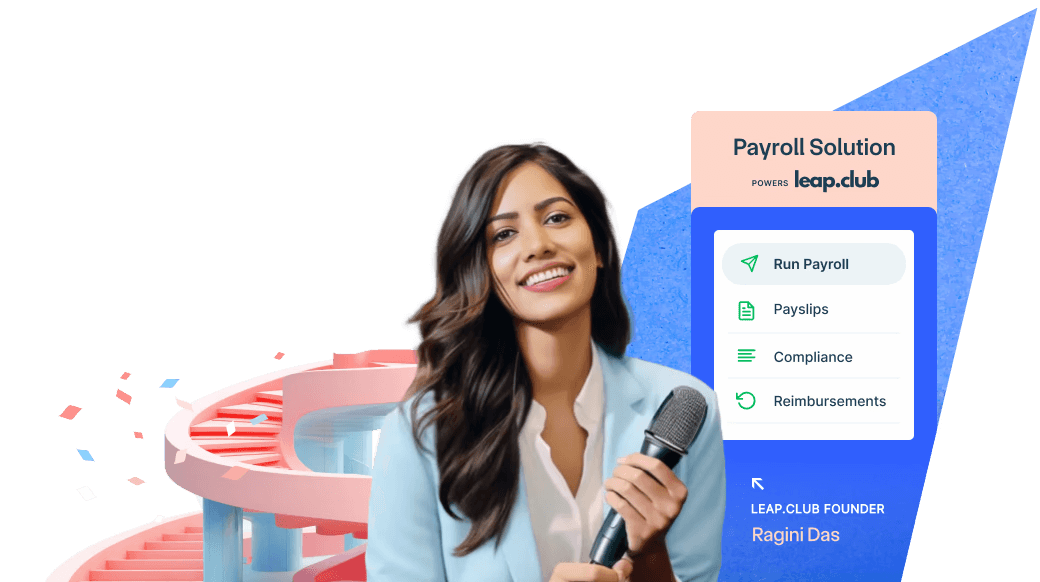 Payroll Solution
POWERS leap.club
Run Payroll
Payslips
Compliance
Reimbursements
LEAP.CLUB FOUNDER
Ragini Das